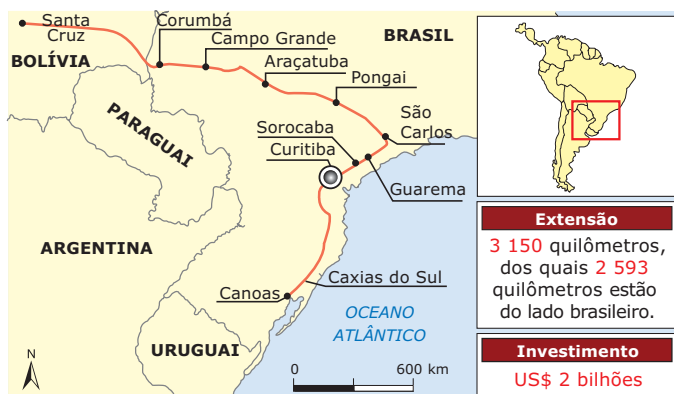 Santa
Cruz
Corumbá
Campo Grande
BRASIL
BOLÍVIA
Araçatuba
Pongai
PARAGUAI
São
Carlos
Sorocaba
Curitiba
Guarema
ARGENTINA
Caxias do Sul
Canoas
OCEANO
ATLÂNTICO
URUGUAI
N
0
600 km
Extensão
3 150 quilômetros,
dos quais 2 593
quilômetros estão
do lado brasileiro.
Investimento
US$ 2 bilhões